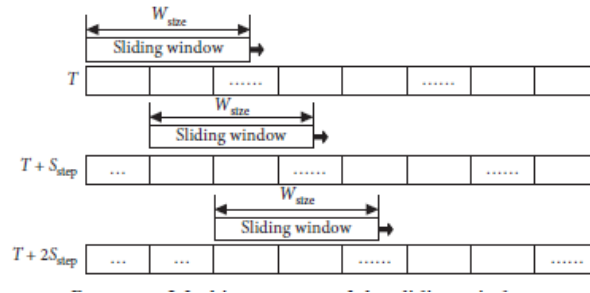 W_size
Sliding window
T
......
......
W_size
Sliding window
T + S_step
...
......
......
W_size
Sliding window
T + 2S_step
...
...
......
......